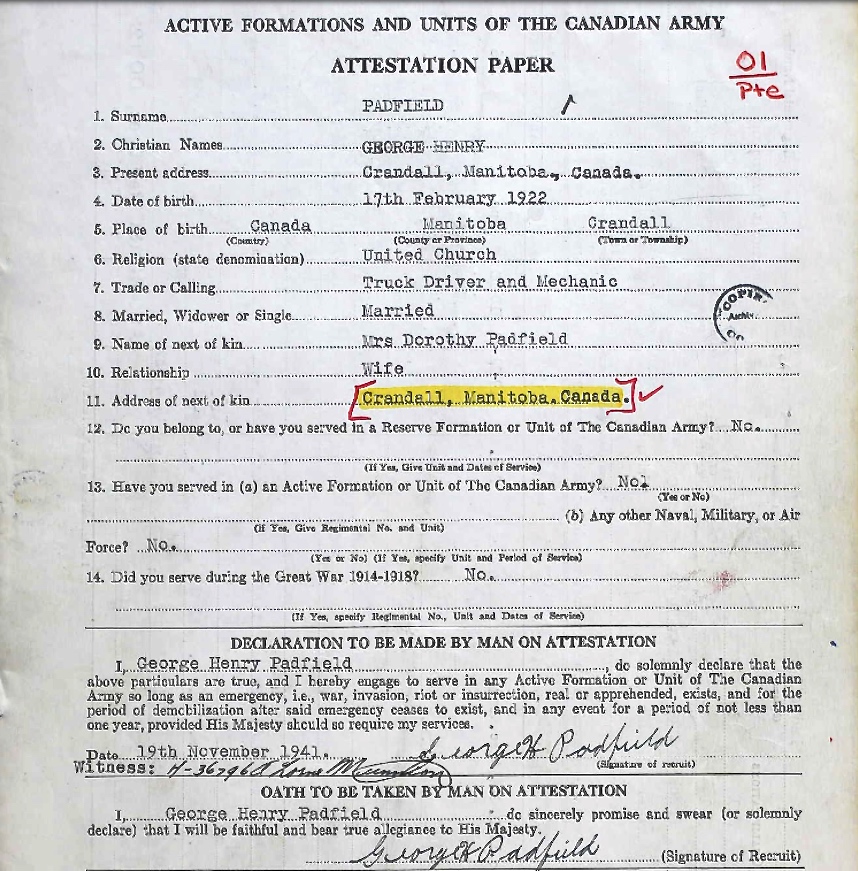 ACTIVE FORMATIONS AND UNITS OF THE CANADIAN ARMY
ATTESTATION PAPER
01
Pte
1. Surname PADFIELD
2. Christian Names GEORGE HENRY
3. Present address Crandall, Manitoba, Canada.
4. Date of birth 17th February 1922
5. Place of birth Canada Manitoba Crandall
(Country) (County or Province) (Town or Township)
6. Religion (state denomination) United Church
7. Trade or Calling Truck Driver and Mechanic
8. Married, Widower or Single Married
COPIE
Archiv
9. Name of next of kin Mrs Dorothy Padfield
10. Relationship Wife
11. Address of next of kin [Crandall, Manitoba. Canada.] ✓
12. Do you belong to, or have you served in a Reserve Formation or Unit of The Canadian Army? No.
(If Yes, Give Unit and Dates of Service)
13. Have you served in (a) an Active Formation or Unit of The Canadian Army? No.
(Yes or No)
(b) Any other Naval, Military, or Air
(If Yes, Give Regimental No. and Unit)
Force? No.
(Yes or No) (If Yes, specify Unit and Period of Service)
14. Did you serve during the Great War 1914-1918? No.
(If Yes, specify Regimental No., Unit and Dates of Service)
DECLARATION TO BE MADE BY MAN ON ATTESTATION
I, George Henry Padfield, do solemnly declare that the
above particulars are true, and I hereby engage to serve in any Active Formation or Unit of The Canadian
Army so long as an emergency, i.e., war, invasion, riot or insurrection, real or apprehended, exists, and for the
period of demobilization after said emergency ceases to exist, and in any event for a period of not less than
one year, provided His Majesty should so require my services.
Date 19th November 1941. George H Padfield
(Signature of recruit)
Witness: H-36796
OATH TO BE TAKEN BY MAN ON ATTESTATION
I, George Henry Padfield do sincerely promise and swear (or solemnly
declare) that I will be faithful and bear true allegiance to His Majesty.
George H Padfield (Signature of Recruit)